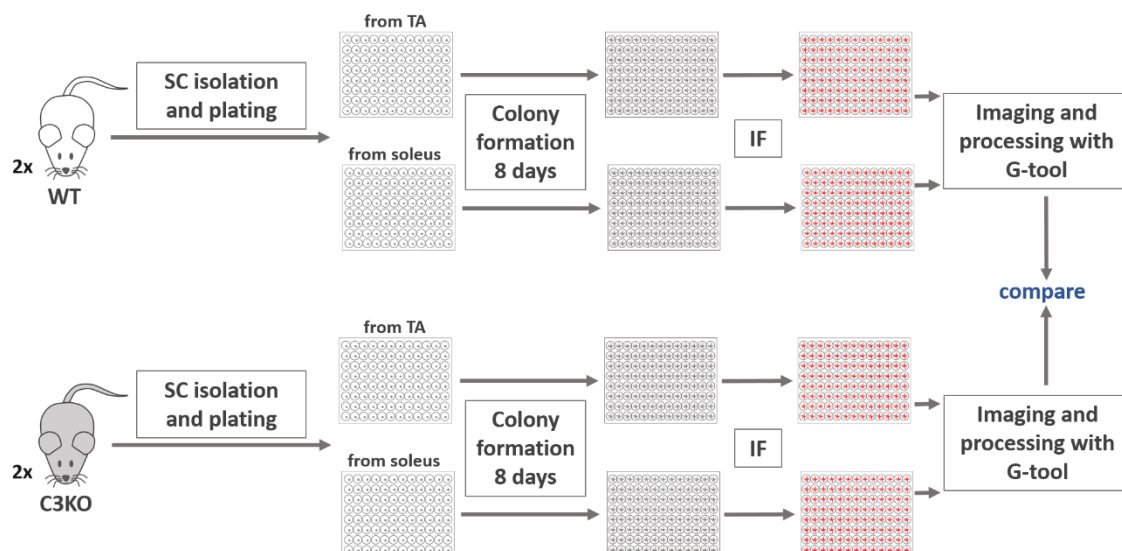 from TA
SC isolation
and plating
Colony
formation
8 days
IF
Imaging and
processing with
G-tool
from soleus
2x
WT
compare
from TA
SC isolation
and plating
Colony
formation
8 days
IF
Imaging and
processing with
G-tool
from soleus
2x
C3KO